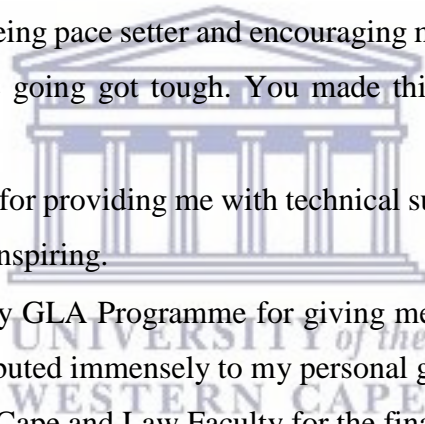 eing pace setter and encouraging m
going got tough. You made thi
for providing me with technical su
nspiring.
y GLA Programme for giving me
UNIVERSITY of the
buted immensely to my personal g
WESTERN CAPE
Cape and Law Faculty for the fina